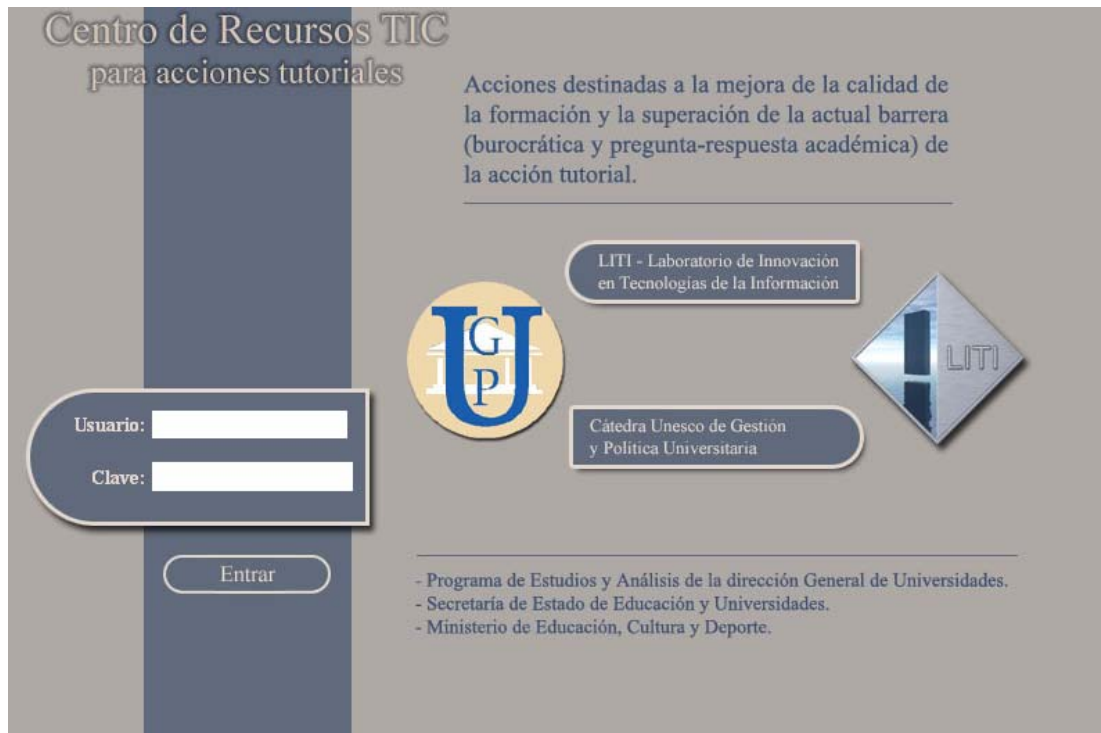 Centro de Recursos TIC
para acciones tutoriales
Acciones destinadas a la mejora de la calidad de
la formación y la superación de la actual barrera
(burocrática y pregunta-respuesta académica) de
la acción tutorial.
LITI - Laboratorio de Innovación
en Tecnologías de la Información
U
G
P
LITI
Cátedra Unesco de Gestión
y Política Universitaria
Usuario:
Clave:
Entrar
- Programa de Estudios y Análisis de la dirección General de Universidades.
- Secretaría de Estado de Educación y Universidades.
- Ministerio de Educación, Cultura y Deporte.